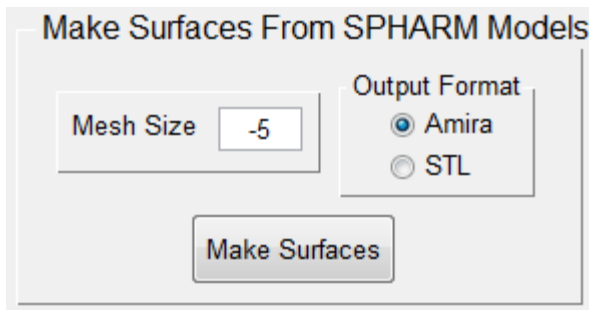 Make Surfaces From SPHARM Models
Output Format
Mesh Size -5
Amira
STL
Make Surfaces